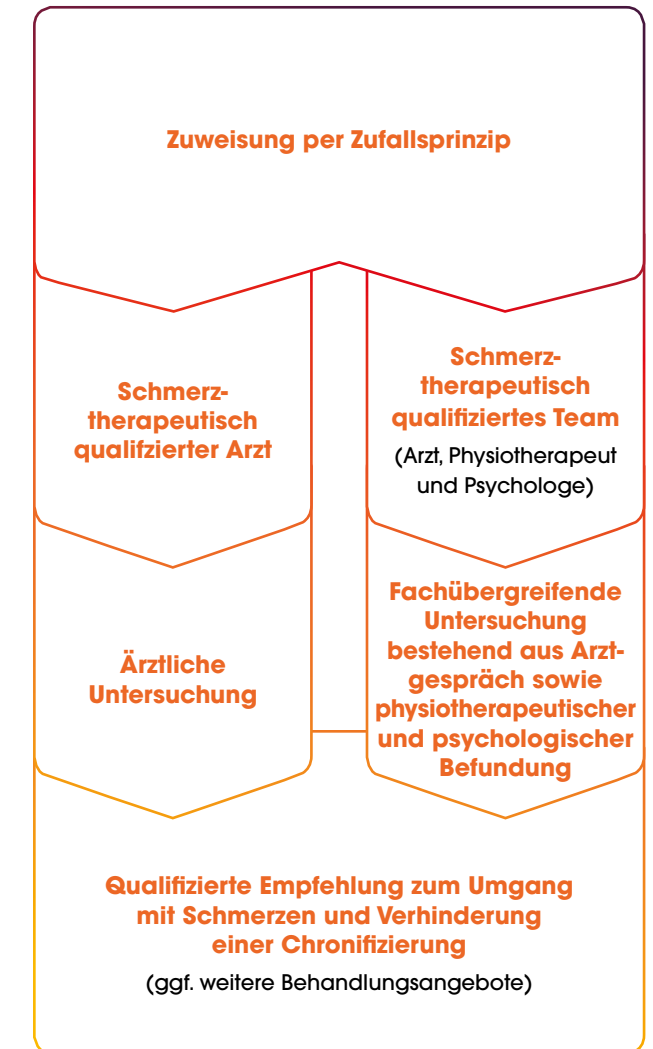 Zuweisung per Zufallsprinzip
Schmerz-
therapeutisch
qualifzierter Arzt
Schmerz-
therapeutisch
qualifiziertes Team
(Arzt, Physiotherapeut
und Psychologe)
Ärztliche
Untersuchung
Fachübergreifende
Untersuchung
bestehend aus Arzt-
gespräch sowie
physiotherapeutischer
und psychologischer
Befundung
Qualifizierte Empfehlung zum Umgang
mit Schmerzen und Verhinderung
einer Chronifizierung
(ggf. weitere Behandlungsangebote)